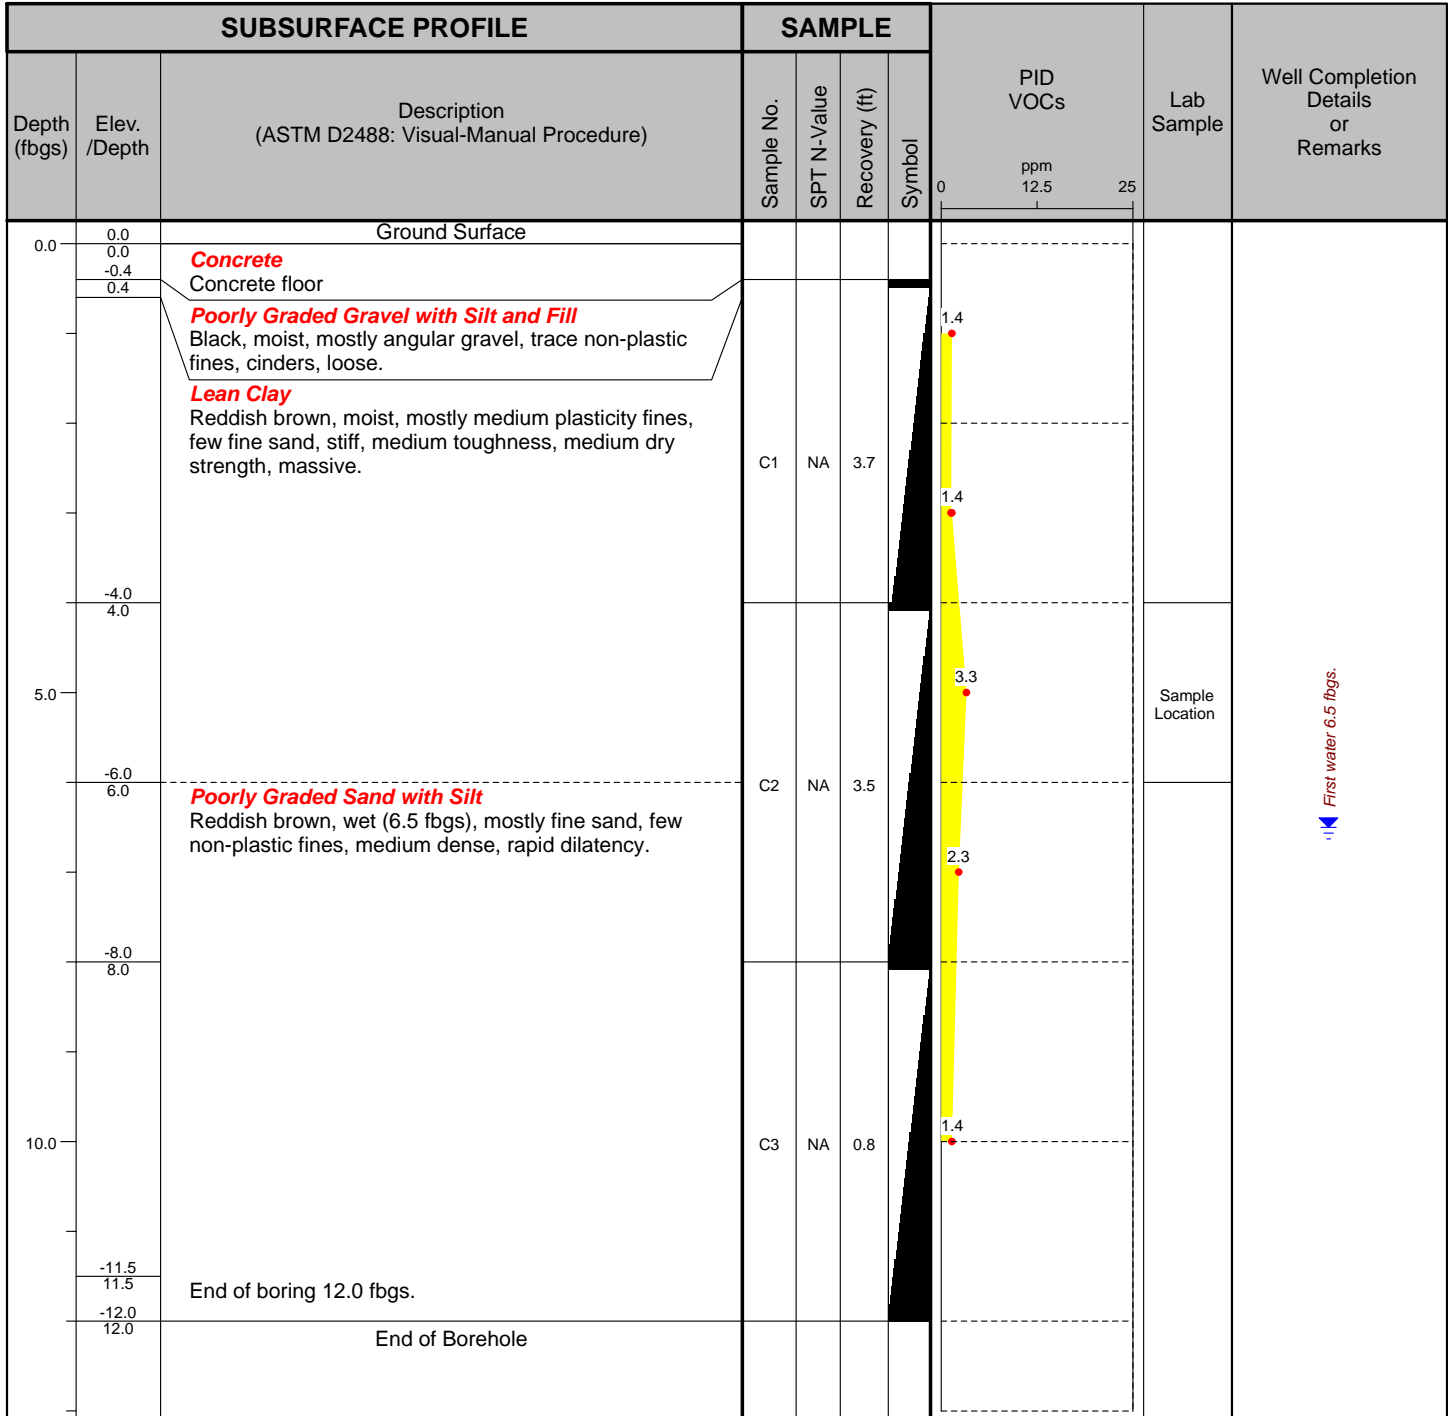 SUBSURFACE PROFILE
SAMPLE
Depth
(fbgs)
Elev.
/Depth
Description
(ASTM D2488: Visual-Manual Procedure)
Sample No.
SPT N-Value
Recovery (ft)
Symbol
PID
VOCs
ppm
0 12.5 25
Lab
Sample
Well Completion
Details
or
Remarks
0.0
0.0
0.0
Ground Surface
-0.4
0.4
Concrete
Concrete floor
Poorly Graded Gravel with Silt and Fill
Black, moist, mostly angular gravel, trace non-plastic
fines, cinders, loose.
1.4
Lean Clay
Reddish brown, moist, mostly medium plasticity fines,
few fine sand, stiff, medium toughness, medium dry
strength, massive.
C1 NA 3.7
1.4
-4.0
4.0
5.0
3.3
Sample
Location
First water 6.5 fbgs.
-6.0
6.0
C2 NA 3.5
Poorly Graded Sand with Silt
Reddish brown, wet (6.5 fbgs), mostly fine sand, few
non-plastic fines, medium dense, rapid dilatency.
2.3
-8.0
8.0
10.0
C3 NA 0.8
1.4
-11.5
11.5
End of boring 12.0 fbgs.
-12.0
12.0
End of Borehole